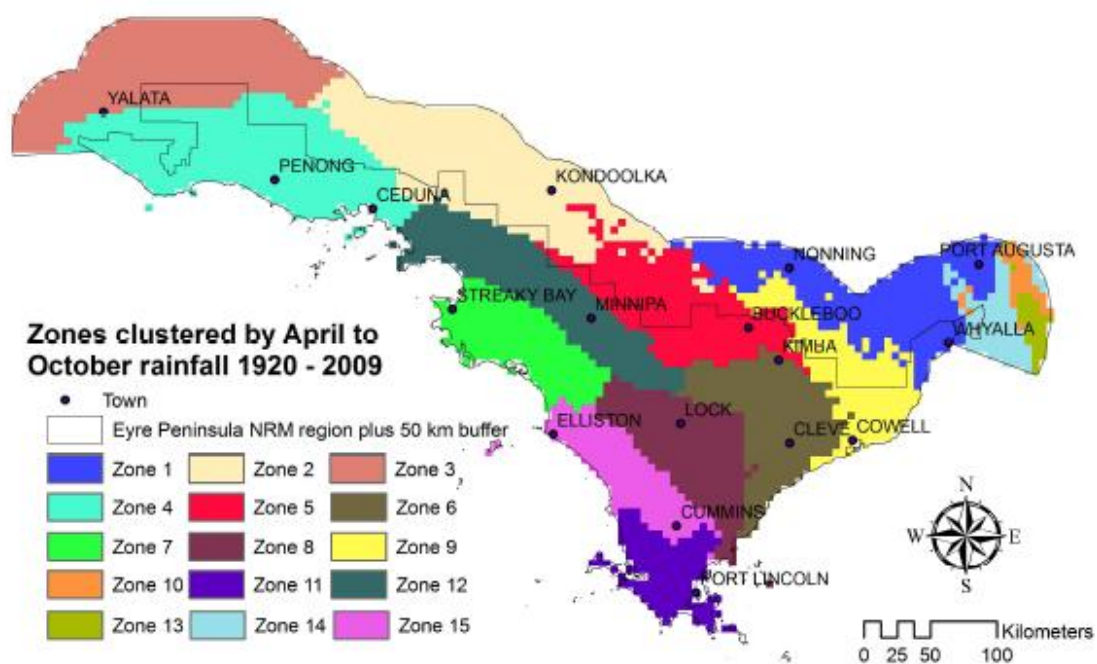 YALATA
PENONG
CEDUNA
KONDOOLKA
NONNING
PORT AUGUSTA
STREAKY BAY
MINNIPA
BUCKLEBOO
WHYALLA
KIMBA
ELLISTON
LOCK
CLEVE
COWELL
CUMMINS
PORT LINCOLN
Zones clustered by April to
October rainfall 1920 - 2009
Town
Eyre Peninsula NRM region plus 50 km buffer
Zone 1 Zone 2 Zone 3
Zone 4 Zone 5 Zone 6
Zone 7 Zone 8 Zone 9
Zone 10 Zone 11 Zone 12
Zone 13 Zone 14 Zone 15
N
W E
S
Kilometers
0 25 50 100